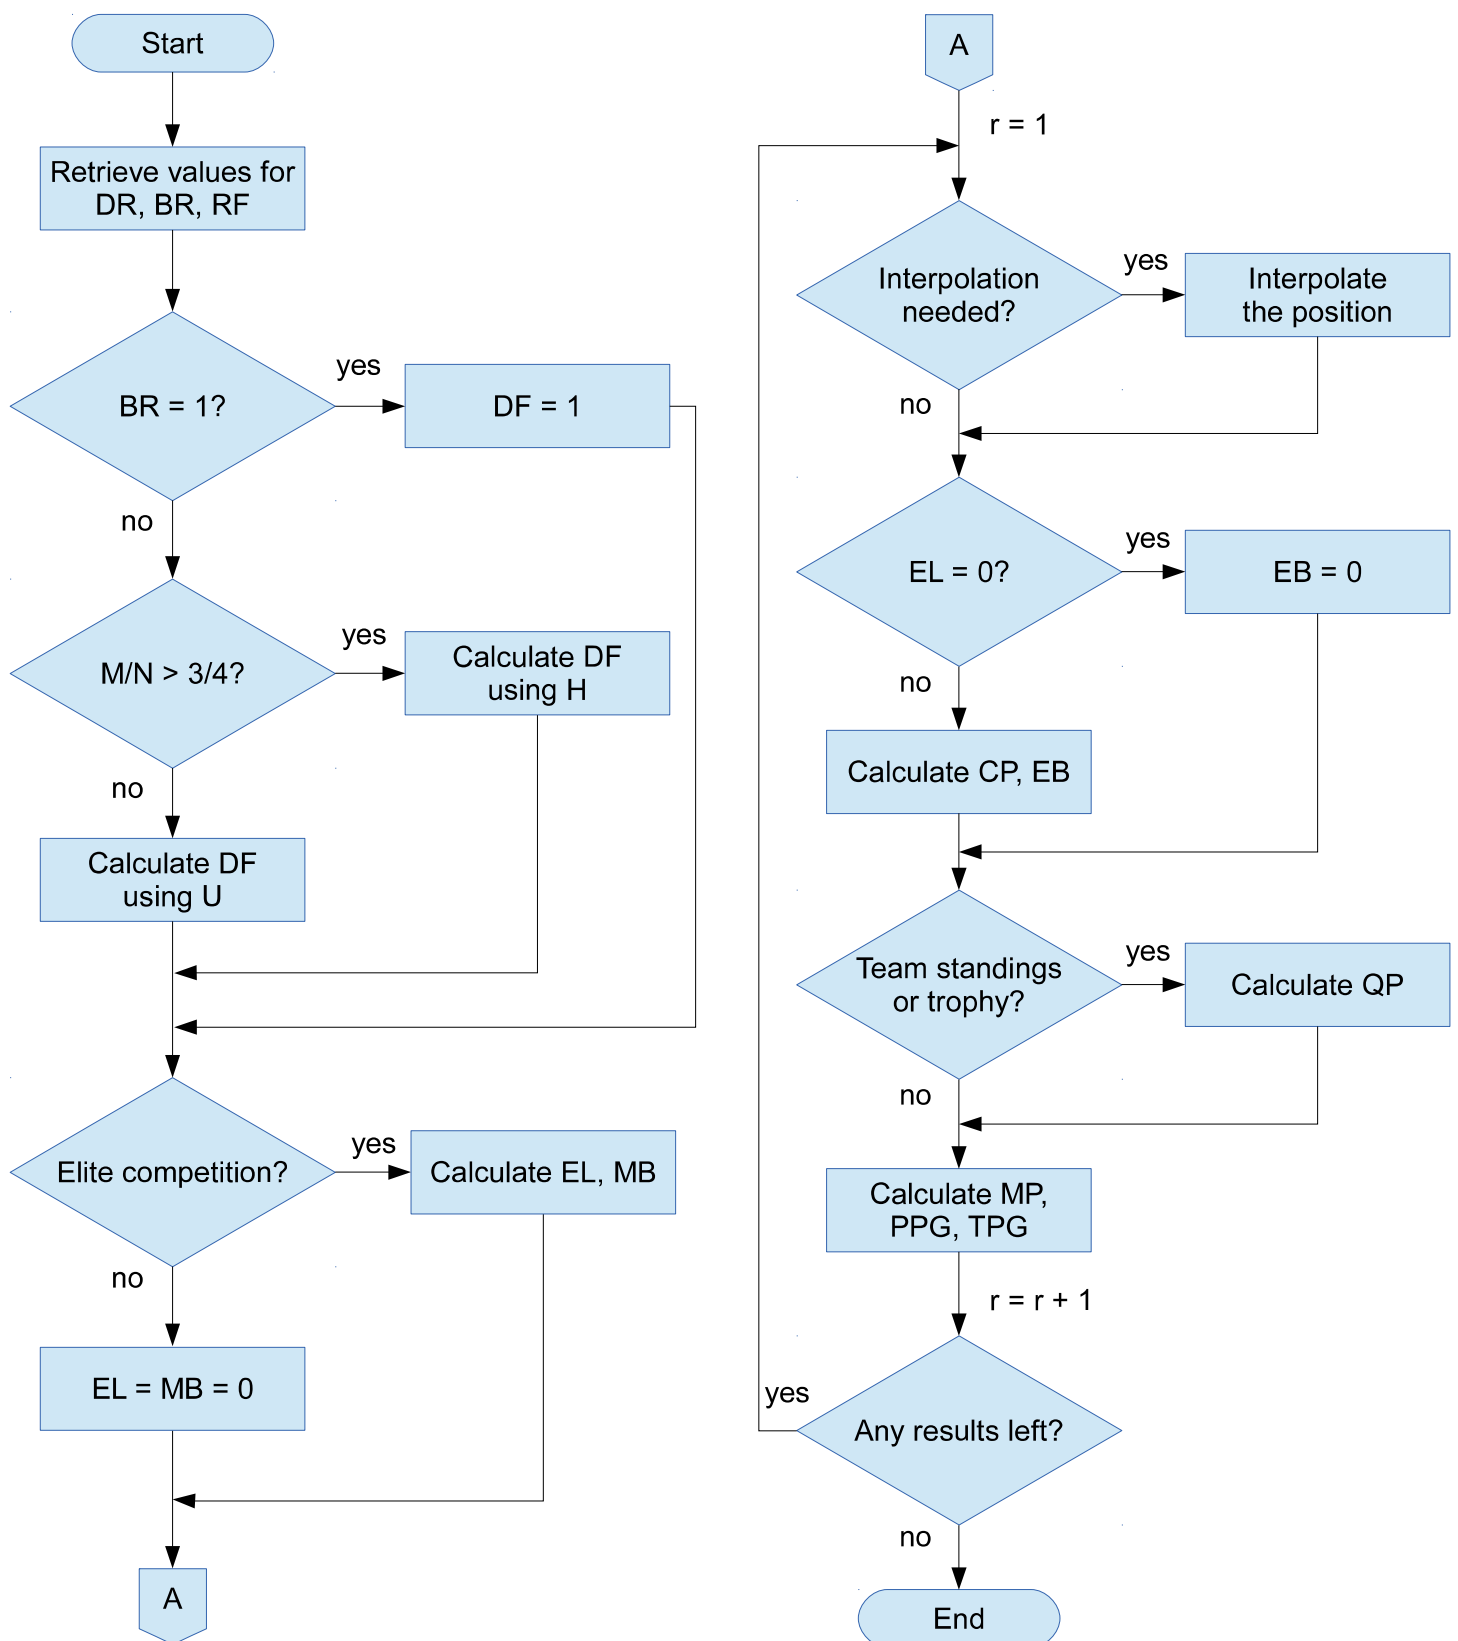 Start
Retrieve values for
DR, BR, RF
BR = 1?
yes
DF = 1
no
M/N > 3/4?
yes
Calculate DF
using H
no
Calculate DF
using U
Elite competition?
yes
Calculate EL, MB
no
EL = MB = 0
A
A
r = 1
Interpolation
needed?
yes
Interpolate
the position
no
EL = 0?
yes
EB = 0
no
Calculate CP, EB
Team standings
or trophy?
yes
Calculate QP
no
Calculate MP,
PPG, TPG
r = r + 1
Any results left?
yes
no
End